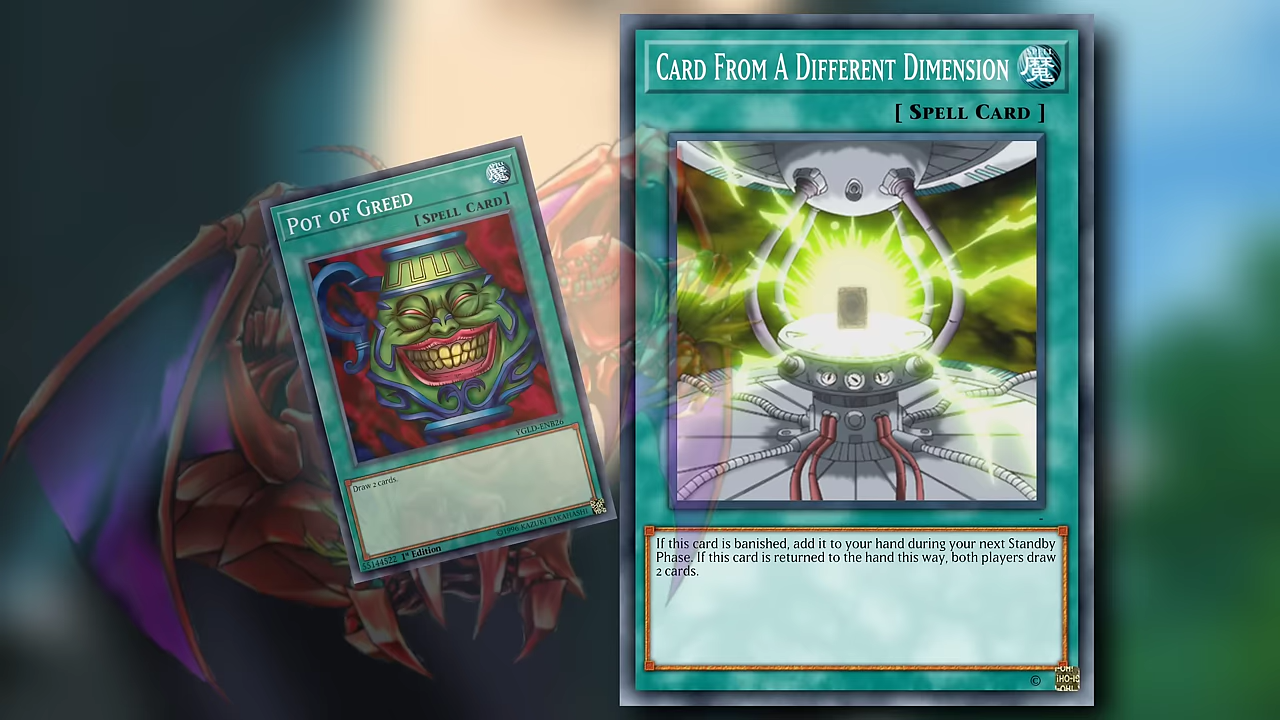 Pot of Greed
[Spell Card]
YGLD-ENB26
Draw 2 cards.
55144522 1st Edition
©1996 KAZUKI TAKAHASHI
Card From A Different Dimension
魔
[ Spell Card ]
If this card is banished, add it to your hand during your next Standby
Phase. If this card is returned to the hand this way, both players draw
2 cards.
©